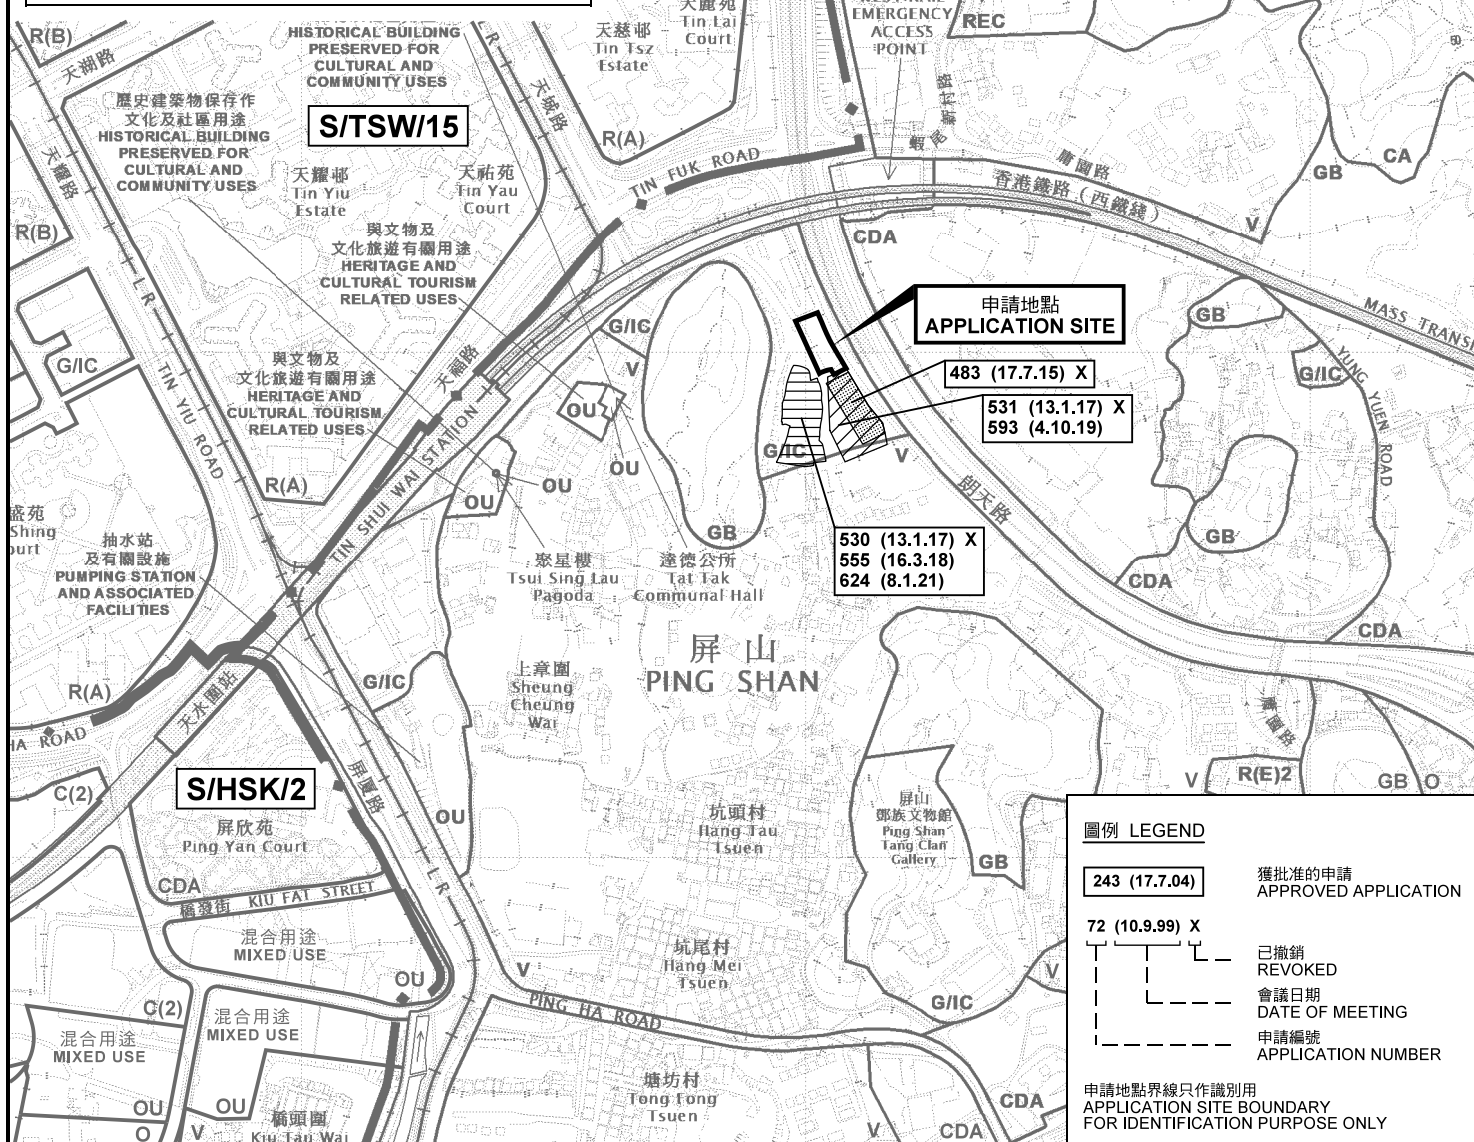 R(B)
天湖路
HISTORICAL BUILDING
PRESERVED FOR
CULTURAL AND
COMMUNITY USES
L R
天城路
天慈邨
Tin Tsz
Estate
天麗苑
Tin Lai
Court
EMERGENCY
ACCESS
POINT
REC
歷史建築物保存作
文化及社區用途
HISTORICAL BUILDING
PRESERVED FOR
CULTURAL AND
COMMUNITY USES
S/TSW/15
R(A)
TIN FUK ROAD
新村路
蝦尾
GB
CA
天耀路
天耀邨
Tin Yiu
Estate
天祐苑
Tin Yau
Court
香港鐵路（西鐵綫）
V
R(B)
與文物及
文化旅遊有關用途
HERITAGE AND
CULTURAL TOURISM
RELATED USES
CDA
MASS TRANS
申請地點
APPLICATION SITE
GB
G/IC
G/IC
V
L R
TIN YIU ROAD
與文物及
文化旅遊有關用途
HERITAGE AND
CULTURAL TOURISM
RELATED USES
天福路
483 (17.7.15) X
531 (13.1.17) X
593 (4.10.19)
G/IC
YUNG YUEN ROAD
OU
OU
G/IC
V
R(A)
TIN SHUI WAI STATION
OU
OU
朗天路
盛苑
Shing
ourt
抽水站
及有關設施
PUMPING STATION
AND ASSOCIATED
FACILITIES
GB
530 (13.1.17) X
555 (16.3.18)
624 (8.1.21)
GB
聚星樓
Tsui Sing Lau
Pagoda
達德公所
Tat Tak
Communal Hall
CDA
CDA
屏山
PING SHAN
R(A)
天水圍站
G/IC
上章圍
Sheung
Cheung
Wai
HA ROAD
S/HSK/2
C(2)
屏廈路
屏欣苑
Ping Yan Court
OU
坑頭村
Hang Tau
Tsuen
屏山
鄧族文物館
Ping Shan
Tang Clan
Gallery
GB
V
R(E)2
GB
O
CDA
橋發街 KIU FAT STREET
L R
混合用途
MIXED USE
OU
V
坑尾村
Hang Mei
Tsuen
V
G/IC
C(2)
混合用途
MIXED USE
混合用途
MIXED USE
PING HA ROAD
塘坊村
Tong Fong
Tsuen
OU
O
OU
V
橋頭圍
Kiu Tau Wai
V
CDA
CDA
圖例 LEGEND
243 (17.7.04)
獲批准的申請
APPROVED APPLICATION
72 (10.9.99) X
已撤銷
REVOKED
會議日期
DATE OF MEETING
申請編號
APPLICATION NUMBER
申請地點界線只作識別用
APPLICATION SITE BOUNDARY
FOR IDENTIFICATION PURPOSE ONLY